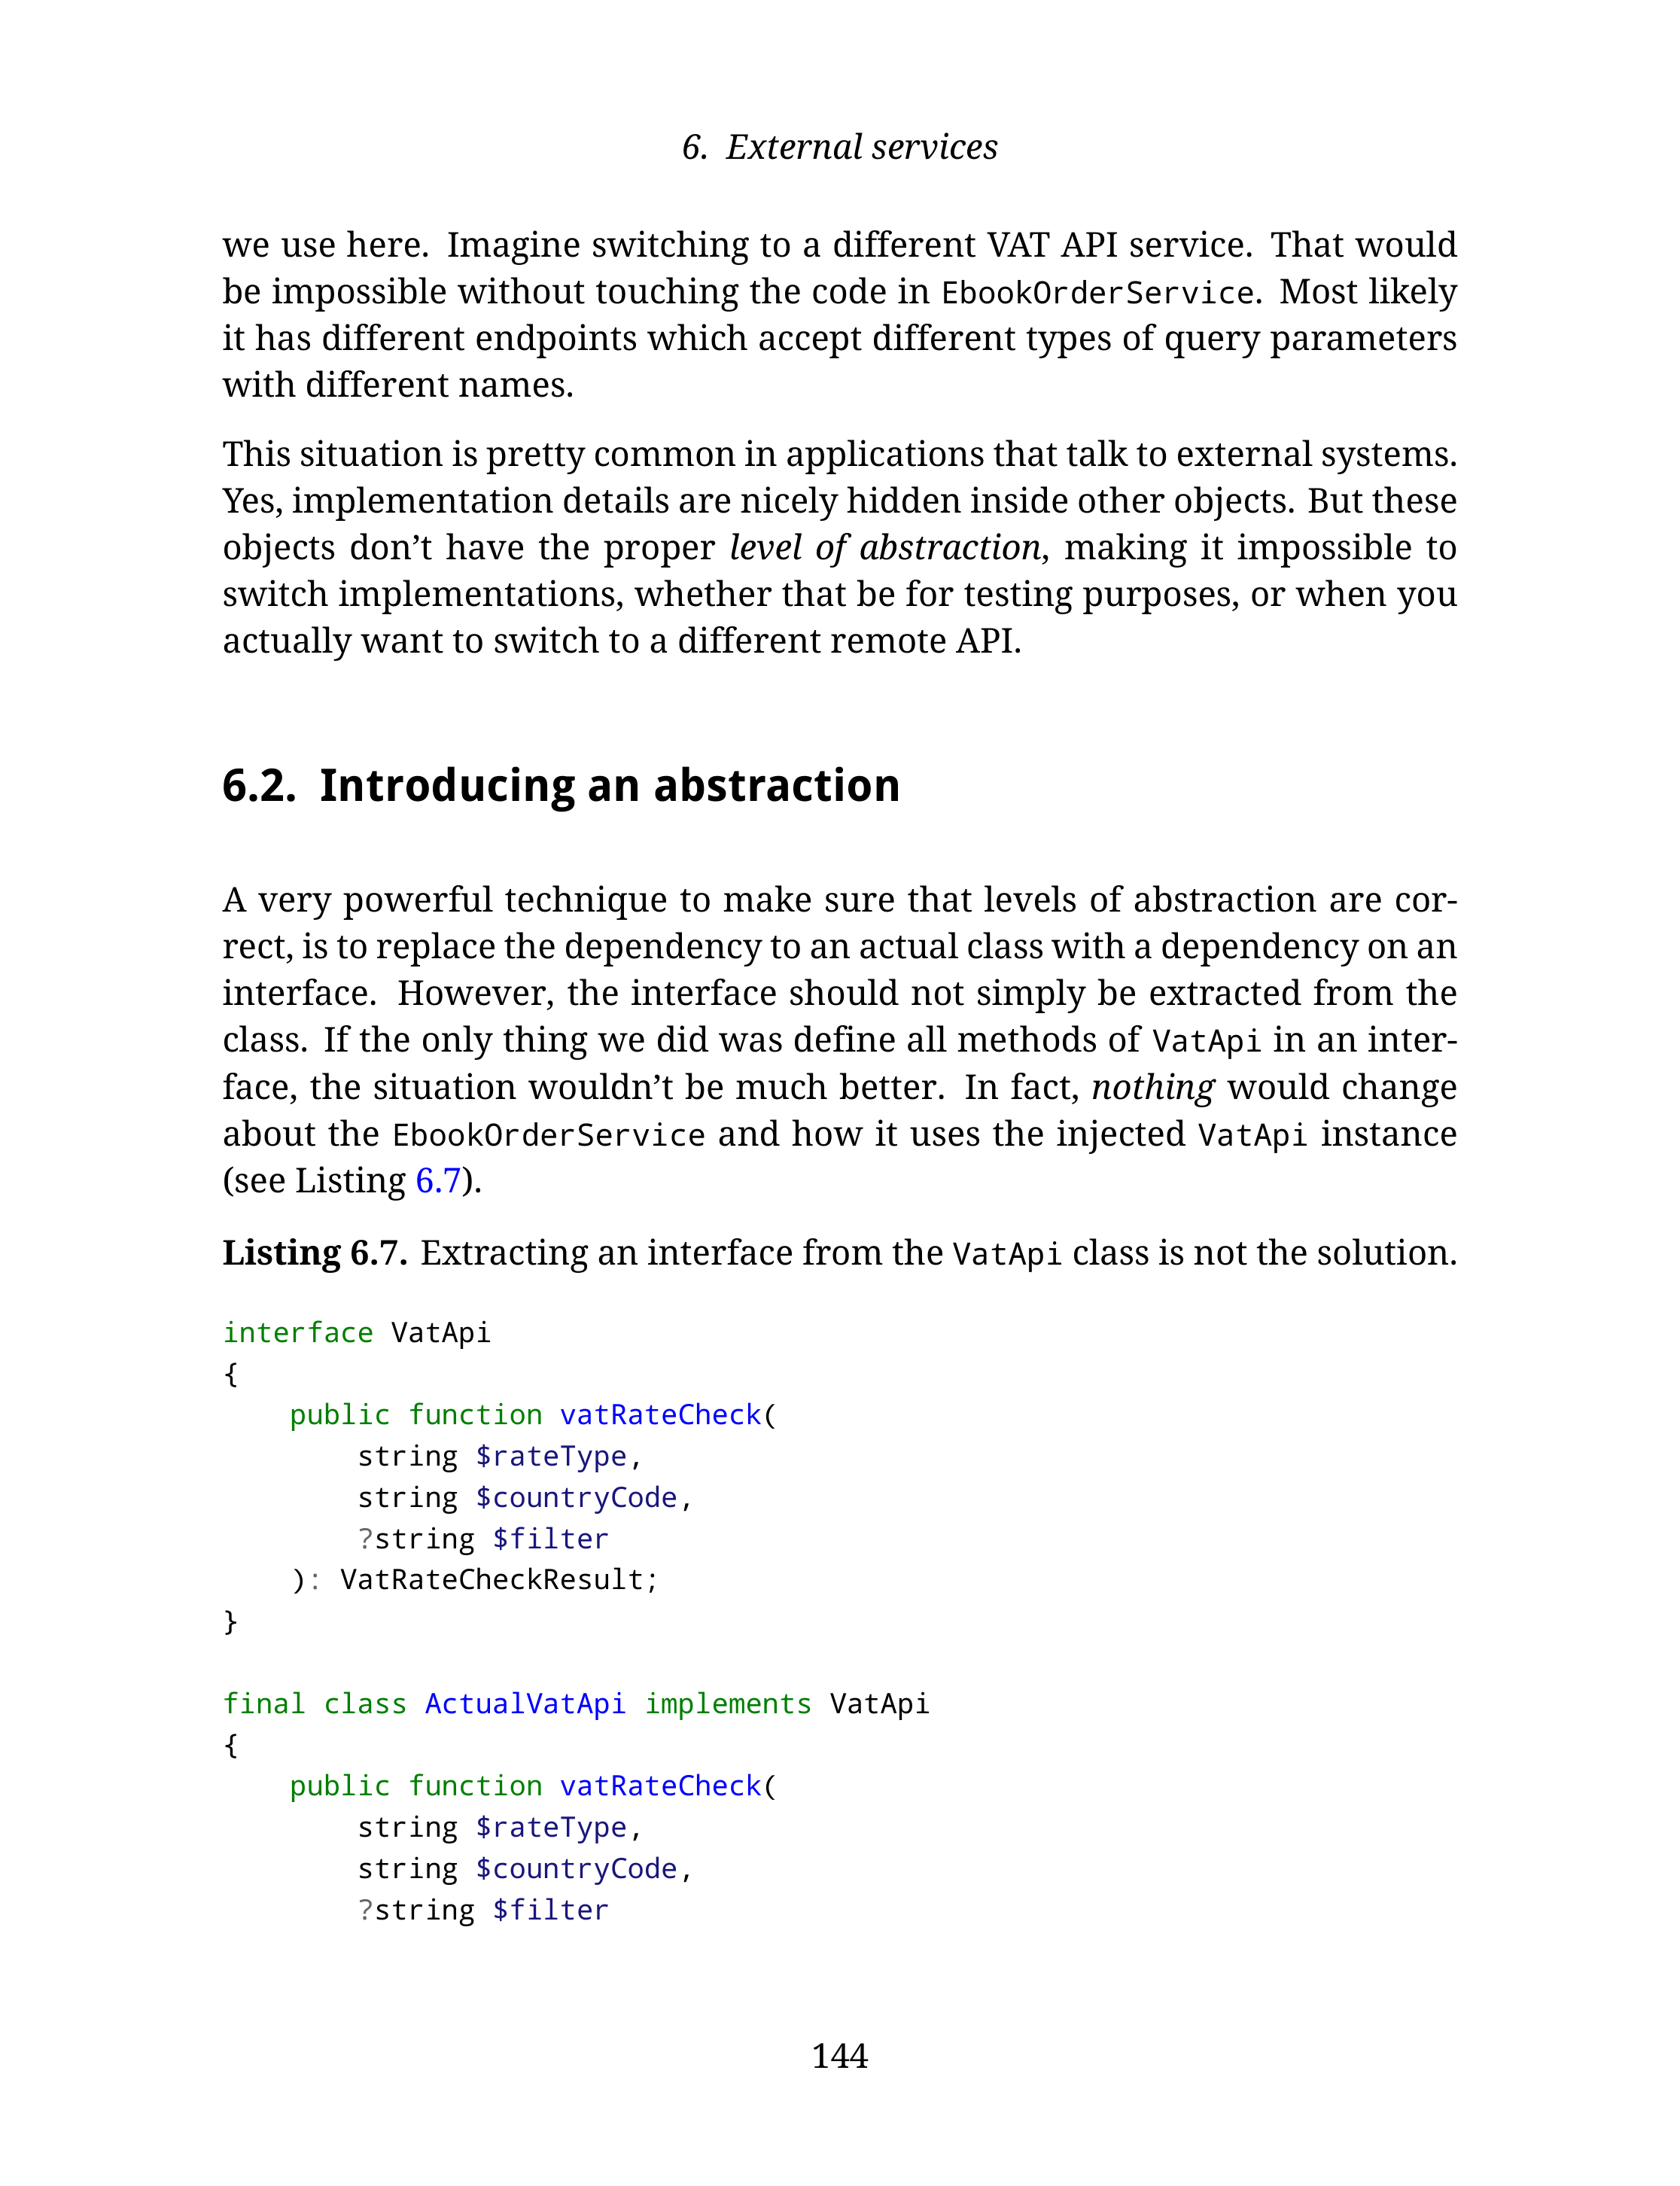 6. External services
we use here. Imagine switching to a different VAT API service. That would
be impossible without touching the code in EbookOrderService. Most likely
it has different endpoints which accept different types of query parameters
with different names.
This situation is pretty common in applications that talk to external systems.
Yes, implementation details are nicely hidden inside other objects. But these
objects don’t have the proper level of abstraction, making it impossible to
switch implementations, whether that be for testing purposes, or when you
actually want to switch to a different remote API.
6.2. Introducing an abstraction
A very powerful technique to make sure that levels of abstraction are cor-
rect, is to replace the dependency to an actual class with a dependency on an
interface. However, the interface should not simply be extracted from the
class. If the only thing we did was define all methods of VatApi in an inter-
face, the situation wouldn’t be much better. In fact, nothing would change
about the EbookOrderService and how it uses the injected VatApi instance
(see Listing 6.7).
Listing 6.7. Extracting an interface from the VatApi class is not the solution.
interface VatApi
{
    public function vatRateCheck(
        string $rateType,
        string $countryCode,
        ?string $filter
    ): VatRateCheckResult;
}
final class ActualVatApi implements VatApi
{
    public function vatRateCheck(
        string $rateType,
        string $countryCode,
        ?string $filter
144